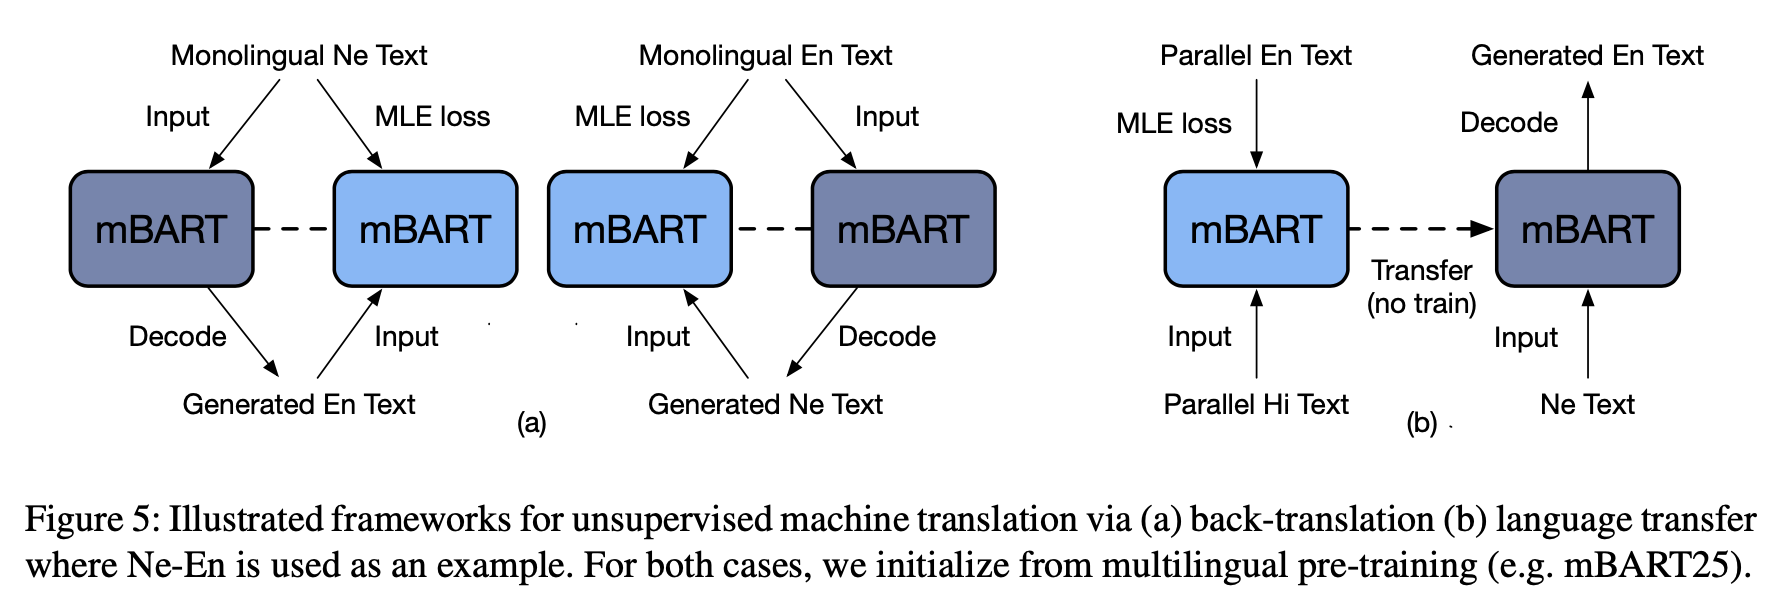 Monolingual Ne Text
Monolingual En Text
Parallel En Text
Generated En Text
Input
MLE loss
MLE loss
Input
MLE loss
Decode
mBART
mBART
mBART
mBART
mBART
mBART
Transfer
(no train)
Decode
Input
Input
Decode
Input
Input
Generated En Text
Generated Ne Text
Parallel Hi Text
Ne Text
(a)
(b)
Figure 5: Illustrated frameworks for unsupervised machine translation via (a) back-translation (b) language transfer
where Ne-En is used as an example. For both cases, we initialize from multilingual pre-training (e.g. mBART25).